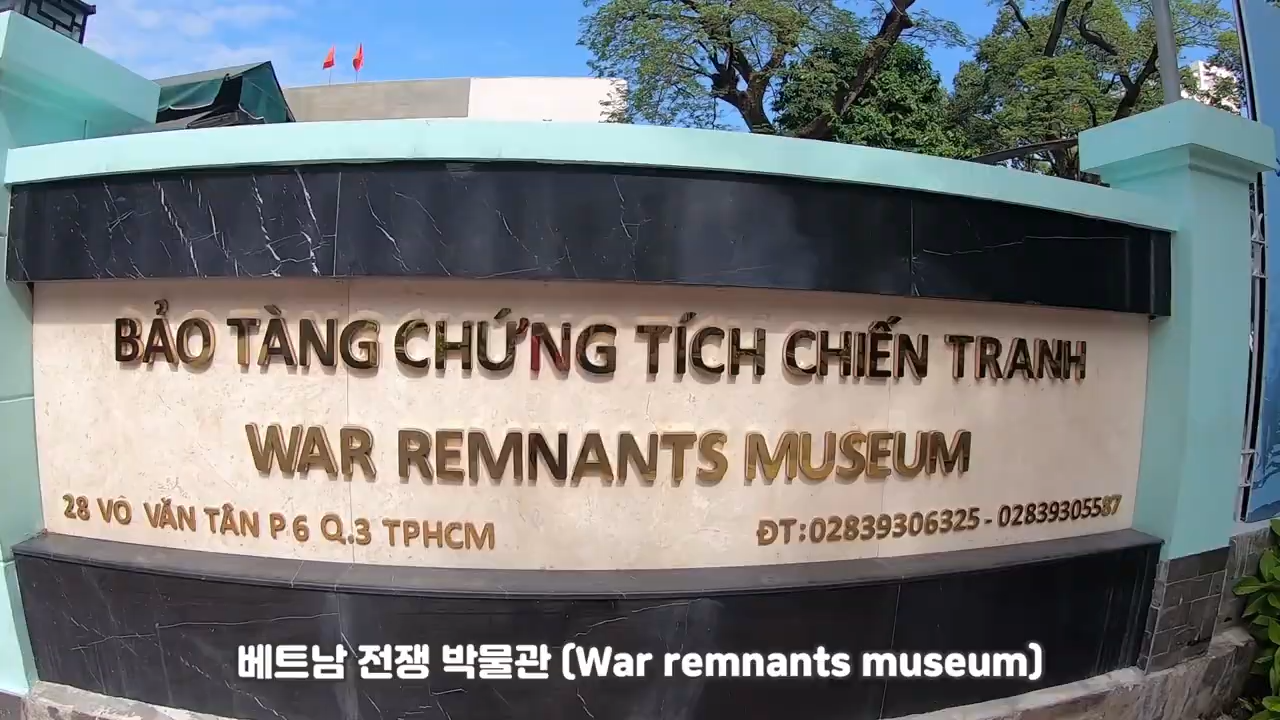 BẢO TÀNG CHỨNG TÍCH CHIẾN TRANH
WAR REMNANTS MUSEUM
28 VÕ VĂN TẦN P6 Q.3 TPHCM
ĐT:02839306325 - 02839305587
베트남 전쟁 박물관 (War remnants museum)